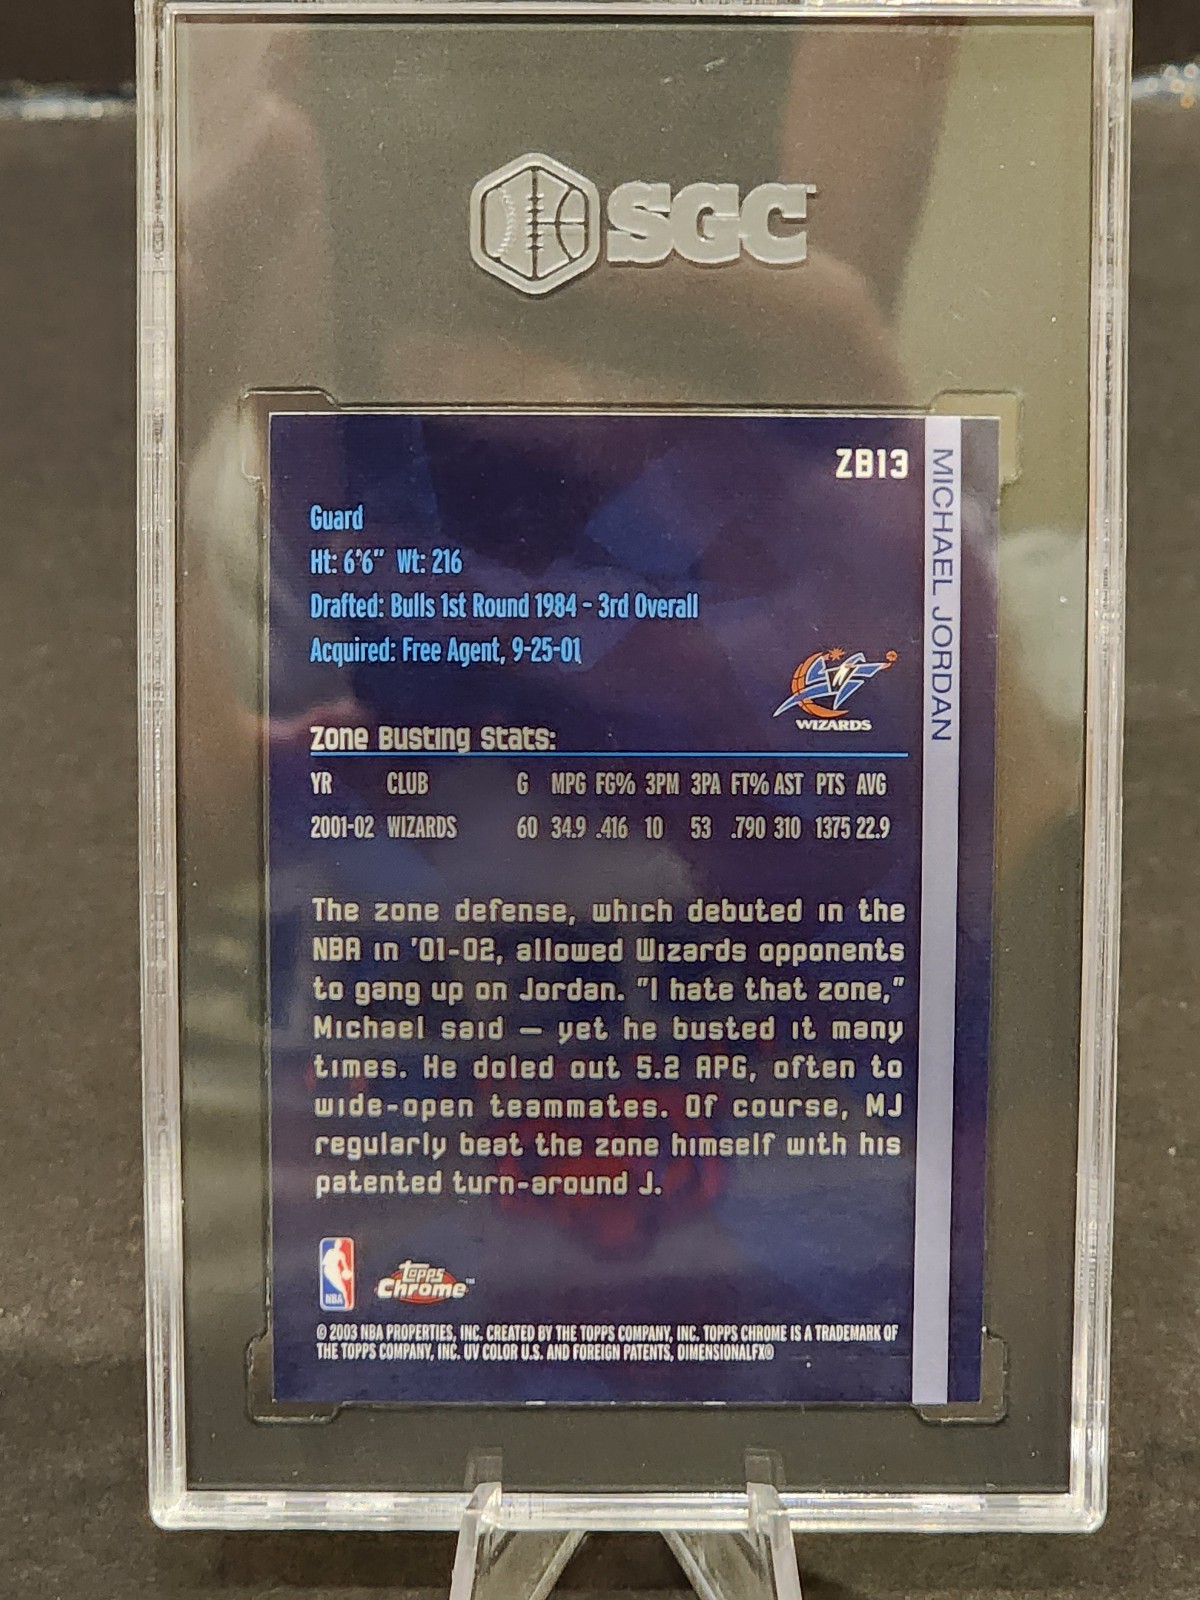 SGC
ZB13
MICHAEL JORDAN
Guard
Ht: 6'6" Wt: 216
Drafted: Bulls 1st Round 1984 - 3rd Overall
Acquired: Free Agent, 9-25-01
WIZARDS
Zone Busting Stats:
YR CLUB G MPG FG% 3PM 3PA FT% AST PTS AVG
2001-02 WIZARDS 60 34.9 .416 10 53 .790 310 1375 22.9
The zone defense, which debuted in the
NBA in '01-02, allowed Wizards opponents
to gang up on Jordan. "I hate that zone,"
Michael said — yet he busted it many
times. He doled out 5.2 APG, often to
wide-open teammates. Of course, MJ
regularly beat the zone himself with his
patented turn-around J.
NBA
Topps
Chrome™
© 2003 NBA PROPERTIES, INC. CREATED BY THE TOPPS COMPANY, INC. TOPPS CHROME IS A TRADEMARK OF
THE TOPPS COMPANY, INC. UV COLOR U.S. AND FOREIGN PATENTS, DIMENSIONALFX®